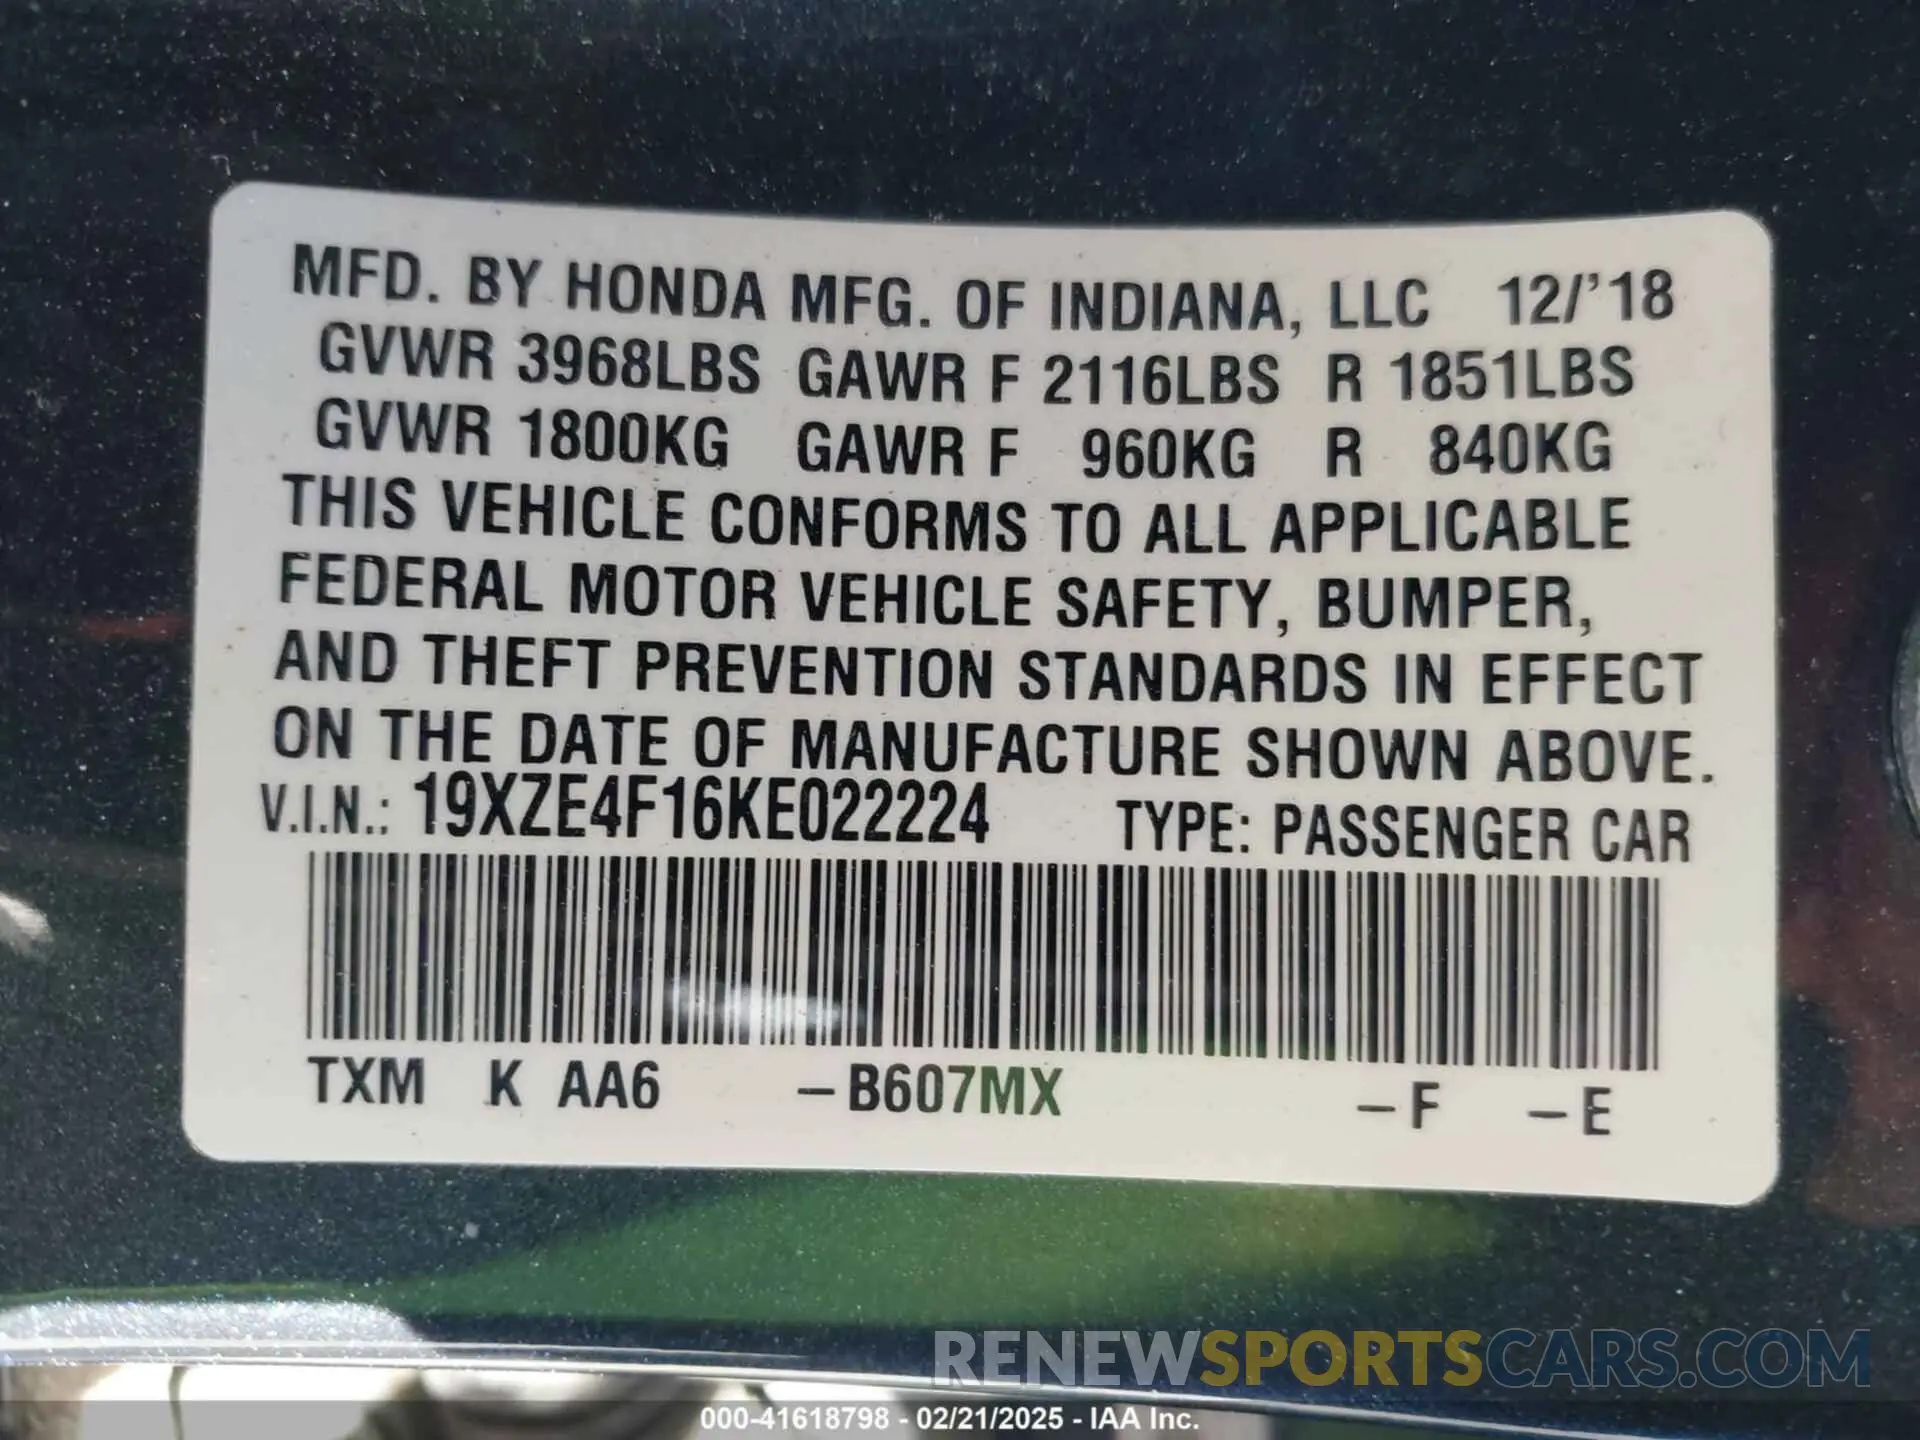 MFD. BY HONDA MFG. OF INDIANA, LLC 12/'18
GVWR 3968LBS GAWR F 2116LBS R 1851LBS
GVWR 1800KG GAWR F 960KG R 840KG
THIS VEHICLE CONFORMS TO ALL APPLICABLE
FEDERAL MOTOR VEHICLE SAFETY, BUMPER,
AND THEFT PREVENTION STANDARDS IN EFFECT
ON THE DATE OF MANUFACTURE SHOWN ABOVE.
V.I.N.: 19XZE4F16KE022224 TYPE: PASSENGER CAR
TXM K AA6 –B607MX –F –E
RENEWSPORTSCARS.COM
000-41618798 - 02/21/2025 - IAA Inc.